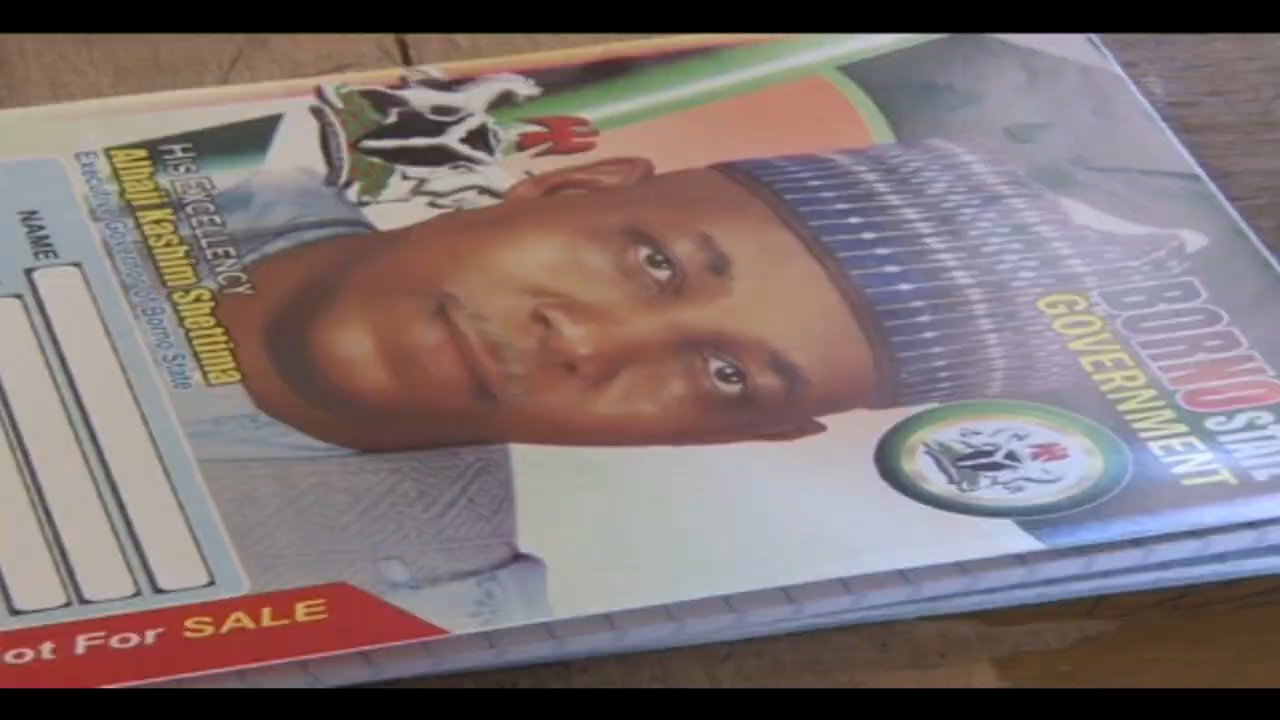 BORNO STATE
GOVERNMENT
HIS EXCELLENCY
Alhaji Kashim Shettima
Executive Governor of Borno State
NAME
ot For SALE